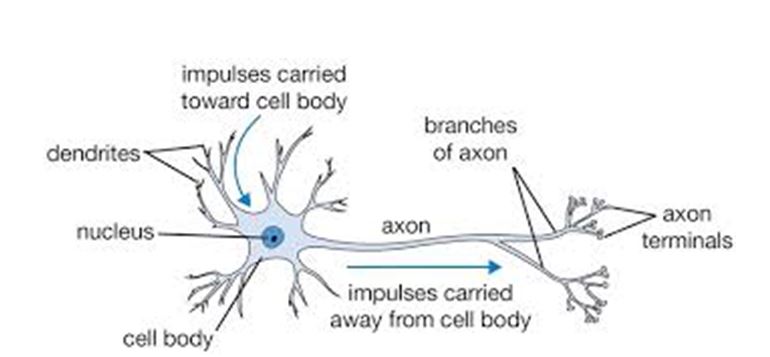 impulses carried
toward cell body
branches
of axon
dendrites
nucleus
axon
axon
terminals
impulses carried
away from cell body
cell body